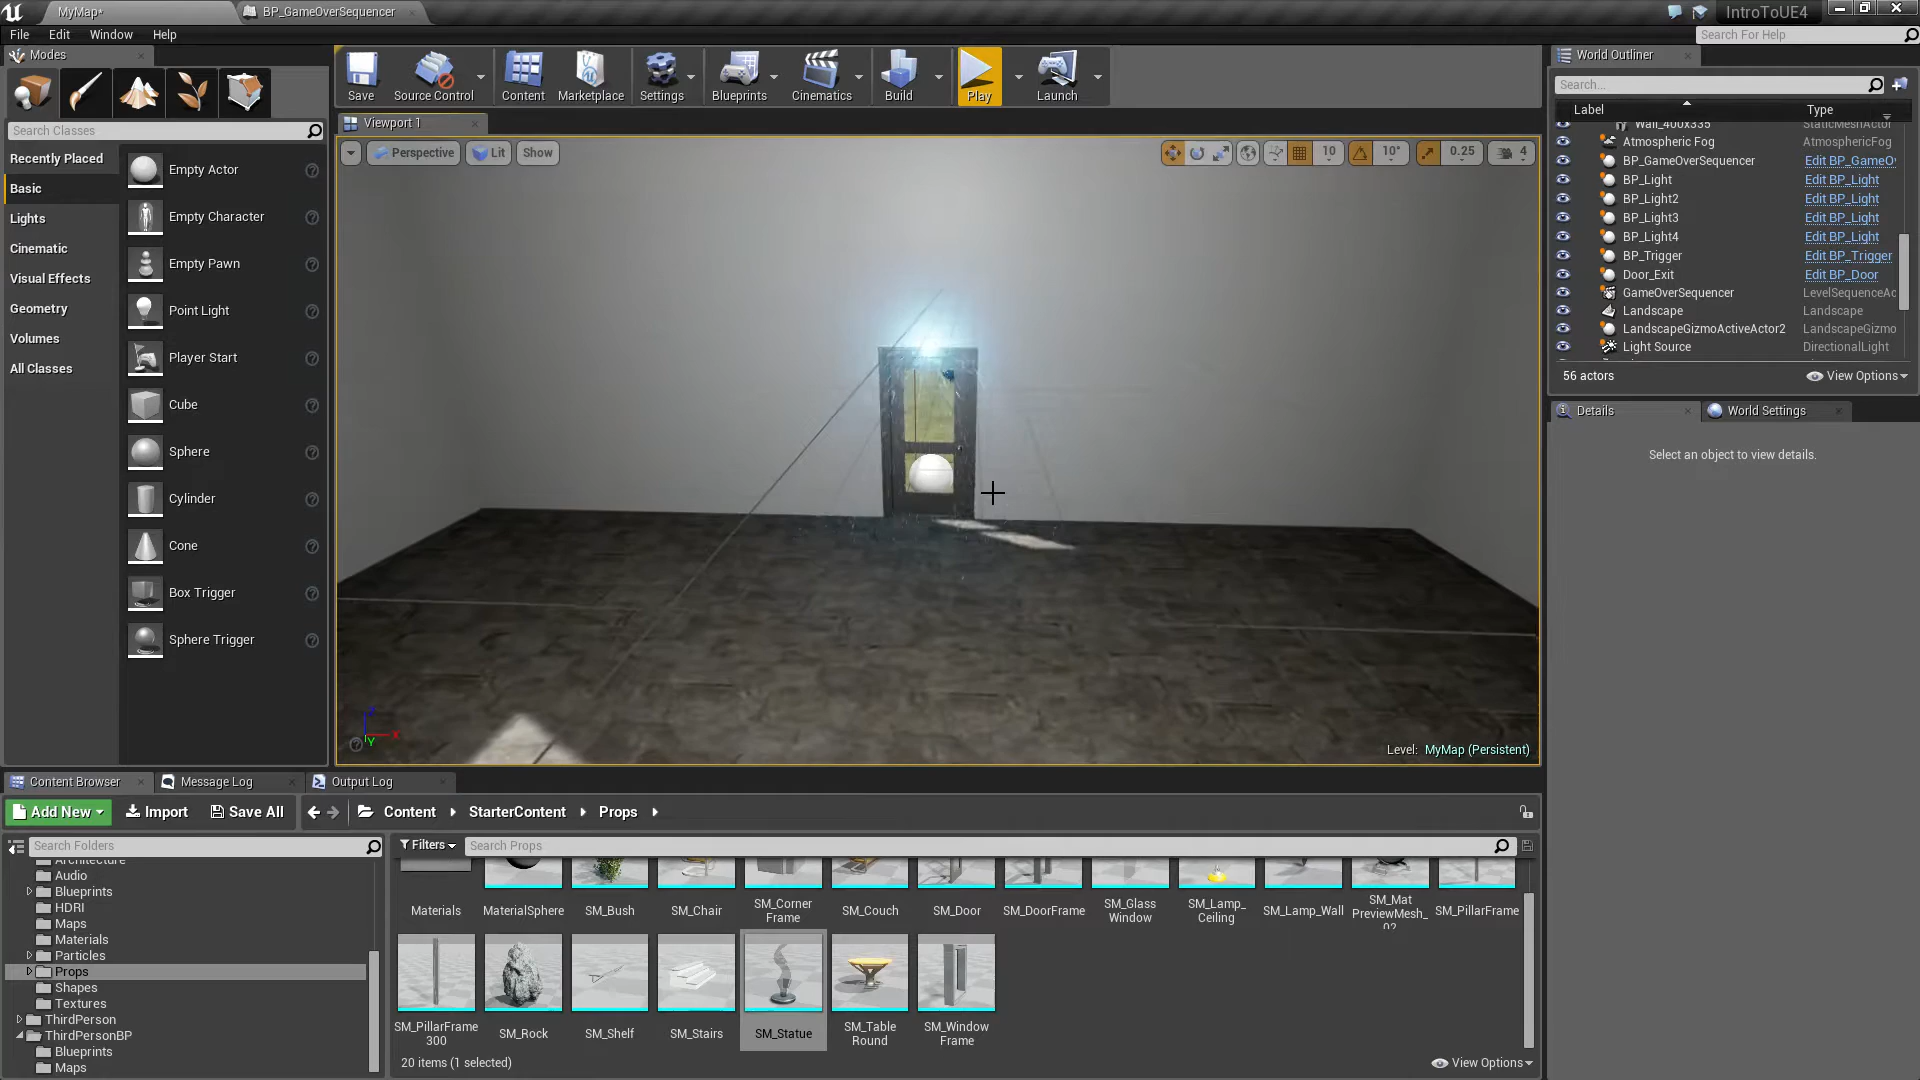 MyMap*
BP_GameOverSequencer
IntroToUE4
File
Edit
Window
Help
Search For Help
Modes
Save
Source Control
Content
Marketplace
Settings
Blueprints
Cinematics
Build
Play
Launch
World Outliner
Search...
Label
Type
Search Classes
Viewport 1
Perspective
Lit
Show
10
10°
0.25
4
Recently Placed
Basic
Lights
Cinematic
Visual Effects
Geometry
Volumes
All Classes
Empty Actor
Empty Character
Empty Pawn
Point Light
Player Start
Cube
Sphere
Cylinder
Cone
Box Trigger
Sphere Trigger
Wall_400x335 StaticMeshActor
Atmospheric Fog AtmosphericFog
BP_GameOverSequencer Edit BP_GameOv
BP_Light Edit BP_Light
BP_Light2 Edit BP_Light
BP_Light3 Edit BP_Light
BP_Light4 Edit BP_Light
BP_Trigger Edit BP_Trigger
Door_Exit Edit BP_Door
GameOverSequencer LevelSequenceAc
Landscape Landscape
LandscapeGizmoActiveActor2 LandscapeGizmo
Light Source DirectionalLight
56 actors
View Options
Details
World Settings
Select an object to view details.
Z
X
Y
Level: MyMap (Persistent)
Content Browser
Message Log
Output Log
Add New
Import
Save All
Content
StarterContent
Props
Search Folders
Filters
Search Props
Architecture
Audio
Blueprints
HDRI
Maps
Materials
Particles
Props
Shapes
Textures
ThirdPerson
ThirdPersonBP
Blueprints
Maps
Materials
MaterialSphere
SM_Bush
SM_Chair
SM_Corner
Frame
SM_Couch
SM_Door
SM_DoorFrame
SM_Glass
Window
SM_Lamp_
Ceiling
SM_Lamp_Wall
SM_Mat
PreviewMesh_
02
SM_PillarFrame
SM_PillarFrame
300
SM_Rock
SM_Shelf
SM_Stairs
SM_Statue
SM_Table
Round
SM_Window
Frame
20 items (1 selected)
View Options